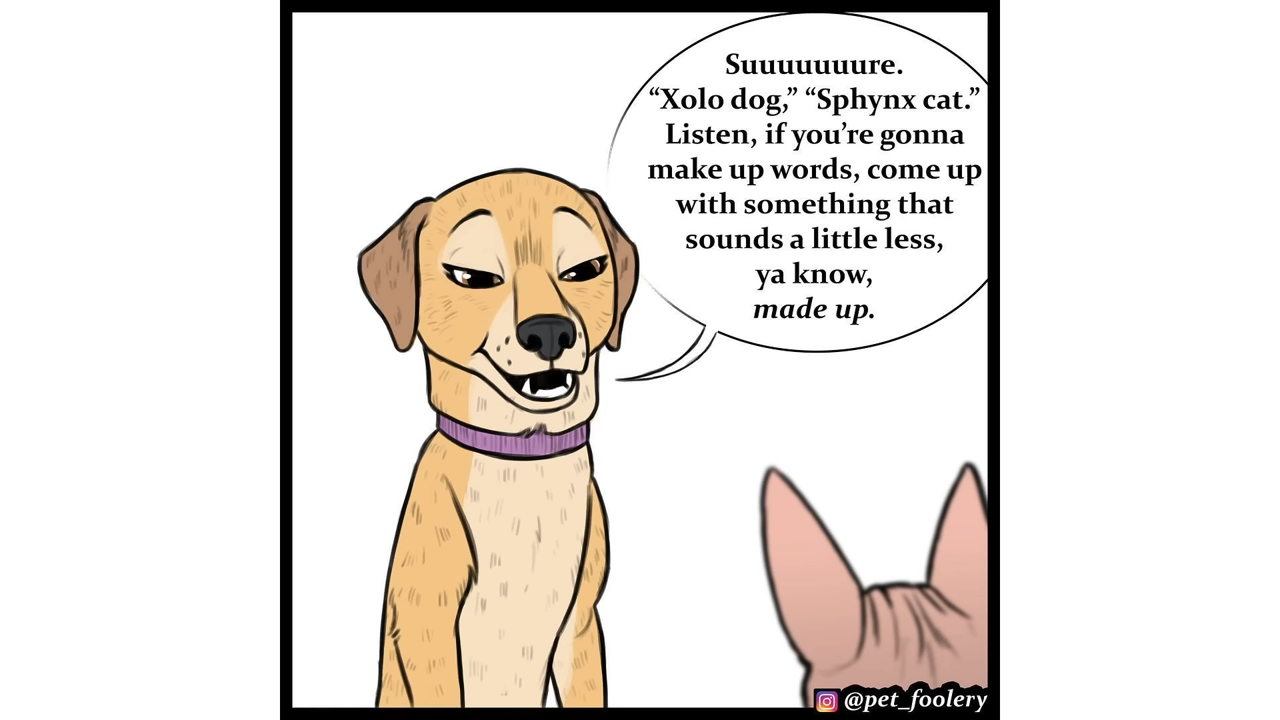 Suuuuuuure.
“Xolo dog,” “Sphynx cat.”
Listen, if you’re gonna
make up words, come up
with something that
sounds a little less,
ya know,
made up.
@pet_foolery